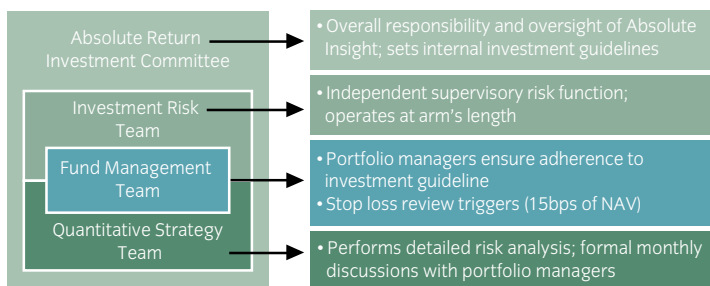 Absolute Return
Investment Committee
• Overall responsibility and oversight of Absolute
Insight; sets internal investment guidelines
Investment Risk
Team
• Independent supervisory risk function;
operates at arm's length
Fund Management
Team
• Portfolio managers ensure adherence to
investment guideline
• Stop loss review triggers (15bps of NAV)
Quantitative Strategy
Team
• Performs detailed risk analysis; formal monthly
discussions with portfolio managers